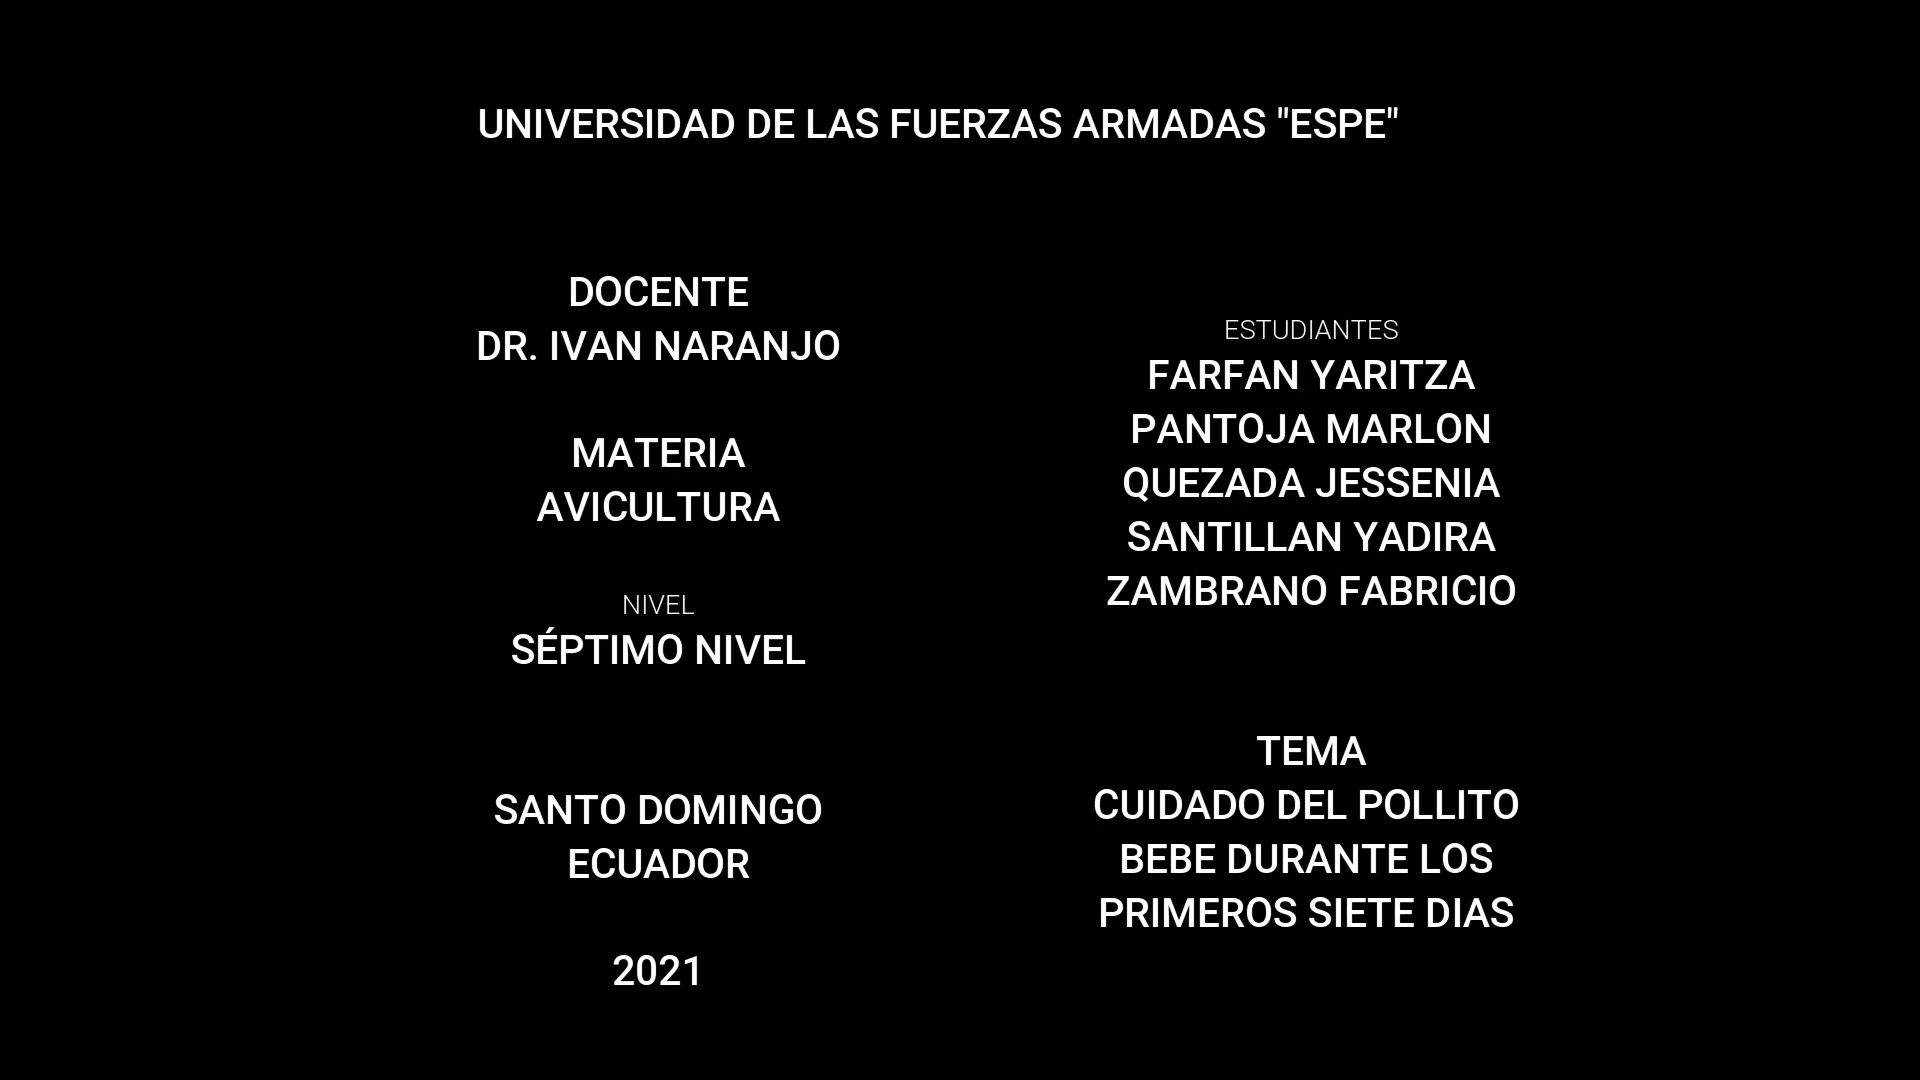 UNIVERSIDAD DE LAS FUERZAS ARMADAS "ESPE"
DOCENTE
DR. IVAN NARANJO
MATERIA
AVICULTURA
NIVEL
SÉPTIMO NIVEL
SANTO DOMINGO
ECUADOR
2021
ESTUDIANTES
FARFAN YARITZA
PANTOJA MARLON
QUEZADA JESSENIA
SANTILLAN YADIRA
ZAMBRANO FABRICIO
TEMA
CUIDADO DEL POLLITO
BEBE DURANTE LOS
PRIMEROS SIETE DIAS